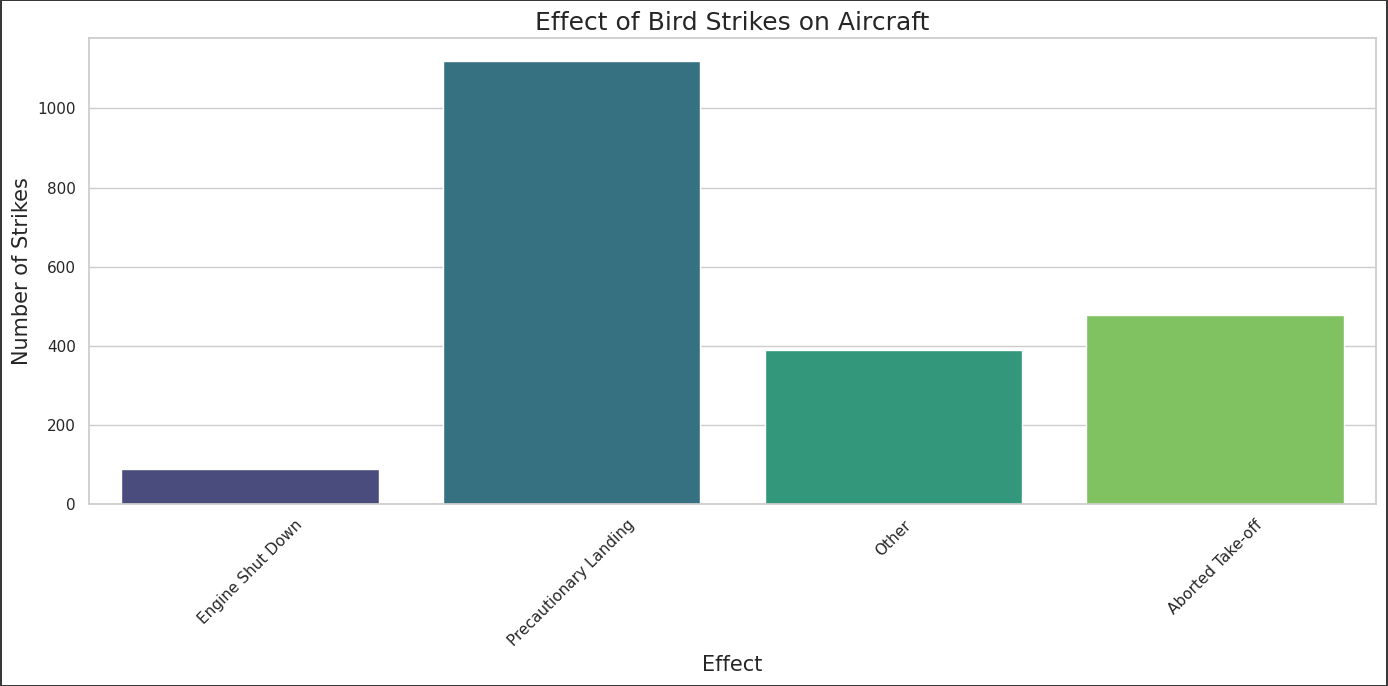 Effect of Bird Strikes on Aircraft
Number of Strikes
1000
800
600
400
200
0
Engine Shut Down
Precautionary Landing
Other
Aborted Take-off
Effect